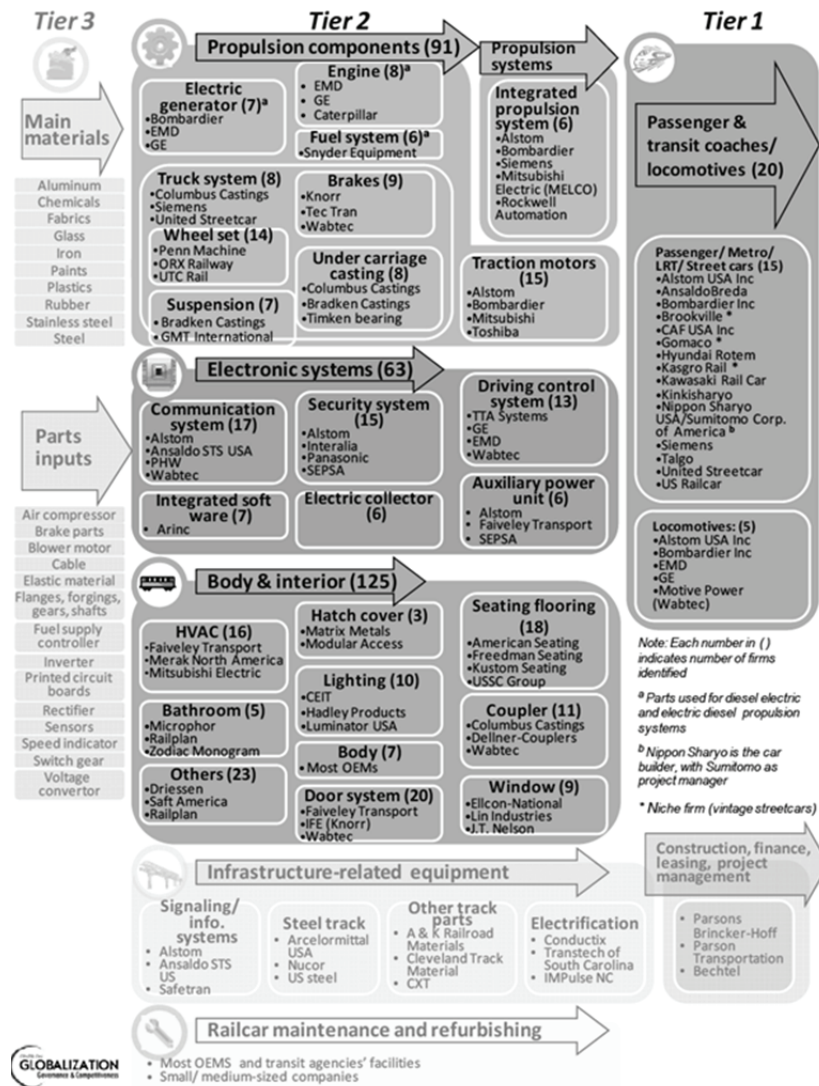 Tier 3
Tier 2
Tier 1
Main materials
Aluminum
Chemicals
Fabrics
Glass
Iron
Paints
Plastics
Rubber
Stainless steel
Steel
Parts inputs
Air compressor
Brake parts
Blower motor
Cable
Elastic material
Flanges, forgings,
gears, shafts
Fuel supply
controller
Inverter
Printed circuit
boards
Rectifier
Sensors
Speed indicator
Switch gear
Voltage
convertor
Propulsion components (91)
Electric
generator (7)ª
•Bombardier
•EMD
•GE
Engine (8)ª
• EMD
• GE
• Caterpillar
Fuel system (6)ª
•Snyder Equipment
Truck system (8)
•Columbus Castings
•Siemens
•United Streetcar
Wheel set (14)
•Penn Machine
•ORX Railway
•UTC Rail
Suspension (7)
•Bradken Castings
•GMT International
Brakes (9)
•Knorr
•Tec Tran
•Wabtec
Under carriage
casting (8)
•Columbus Castings
•Bradken Castings
•Timken bearing
Propulsion
systems
Integrated
propulsion
system (6)
•Alstom
•Bombardier
•Siemens
•Mitsubishi
Electric (MELCO)
•Rockwell
Automation
Traction motors
(15)
•Alstom
•Bombardier
•Mitsubishi
•Toshiba
Electronic systems (63)
Communication
system (17)
•Alstom
•Ansaldo STS USA
•PHW
•Wabtec
Security system
(15)
•Alstom
•Interalia
•Panasonic
•SEPSA
Driving control
system (13)
•TTA Systems
•GE
•EMD
•Wabtec
Integrated soft
ware (7)
• Arinc
Electric collector
(6)
Auxiliary power
unit (6)
• Alstom
• Faiveley Transport
• SEPSA
Body & interior (125)
HVAC (16)
•Faiveley Transport
•Merak North America
•Mitsubishi Electric
Bathroom (5)
•Microphor
•Railplan
•Zodiac Monogram
Others (23)
•Driessen
•Saft America
•Railplan
Hatch cover (3)
•Matrix Metals
•Modular Access
Lighting (10)
•CEIT
•Hadley Products
•Luminator USA
Body (7)
•Most OEMs
Door system (20)
•Faiveley Transport
•IFE (Knorr)
•Wabtec
Seating flooring
(18)
•American Seating
•Freedman Seating
•Kustom Seating
•USSC Group
Coupler (11)
•Columbus Castings
•Dellner-Couplers
•Wabtec
Window (9)
•Ellcon-National
•Lin Industries
•J.T. Nelson
Passenger &
transit coaches/
locomotives (20)
Passenger/ Metro/
LRT/ Street cars (15)
•Alstom USA Inc
•AnsaldoBreda
•Bombardier Inc
•Brookville *
•CAF USA Inc
•Gomaco *
•Hyundai Rotem
•Kasgro Rail *
•Kawasaki Rail Car
•Kinkisharyo
•Nippon Sharyo
USA/Sumitomo Corp.
of America ᵇ
•Siemens
•Talgo
•United Streetcar
•US Railcar
Locomotives: (5)
•Alstom USA Inc
•Bombardier Inc
•EMD
•GE
•Motive Power
(Wabtec)
Note: Each number in ( )
indicates number of firms
identified
ª Parts used for diesel electric
and electric diesel propulsion
systems
ᵇ Nippon Sharyo is the car
builder, with Sumitomo as
project manager
* Niche firm (vintage streetcars)
Infrastructure-related equipment
Signaling/
info.
systems
• Alstom
• Ansaldo STS
US
• Safetran
Steel track
• Arcelormittal
USA
• Nucor
• US steel
Other track
parts
• A & K Railroad
Materials
• Cleveland Track
Material
• CXT
Electrification
• Conductix
• Transtech of
South Carolina
• IMPulse NC
Construction, finance,
leasing, project
management
• Parsons
Brincker-Hoff
• Parson
Transportation
• Bechtel
Railcar maintenance and refurbishing
• Most OEMS and transit agencies' facilities
• Small/ medium-sized companies
GLOBALIZATION
Governance & Competitiveness